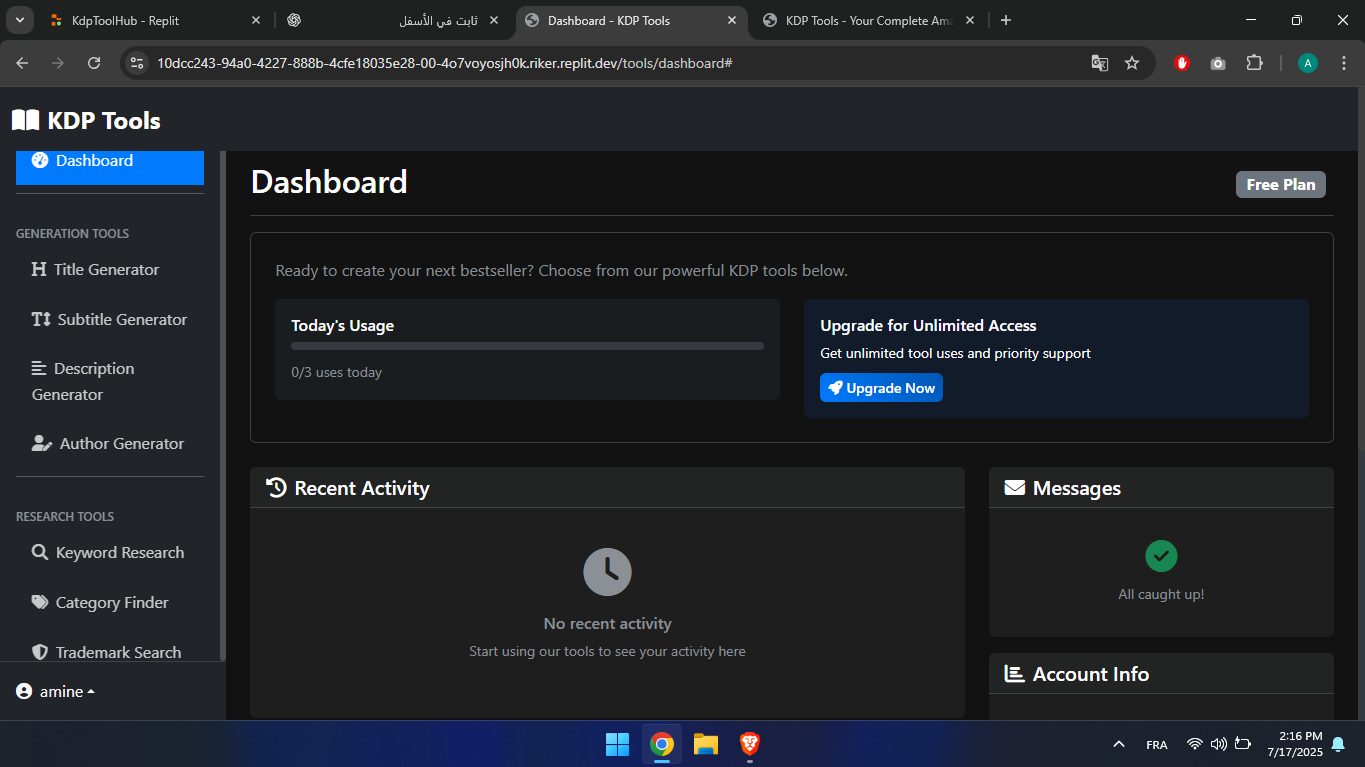 KdpToolHub - Replit
ثابت في الأسفل
Dashboard - KDP Tools
KDP Tools - Your Complete Ama
10dcc243-94a0-4227-888b-4cfe18035e28-00-4o7voyosjh0k.riker.replit.dev/tools/dashboard#
A
KDP Tools
Dashboard
GENERATION TOOLS
Title Generator
Subtitle Generator
Description
Generator
Author Generator
RESEARCH TOOLS
Keyword Research
Category Finder
Trademark Search
amine
Dashboard
Free Plan
Ready to create your next bestseller? Choose from our powerful KDP tools below.
Today's Usage
0/3 uses today
Upgrade for Unlimited Access
Get unlimited tool uses and priority support
Upgrade Now
Recent Activity
No recent activity
Start using our tools to see your activity here
Messages
All caught up!
Account Info
FRA
2:16 PM
7/17/2025